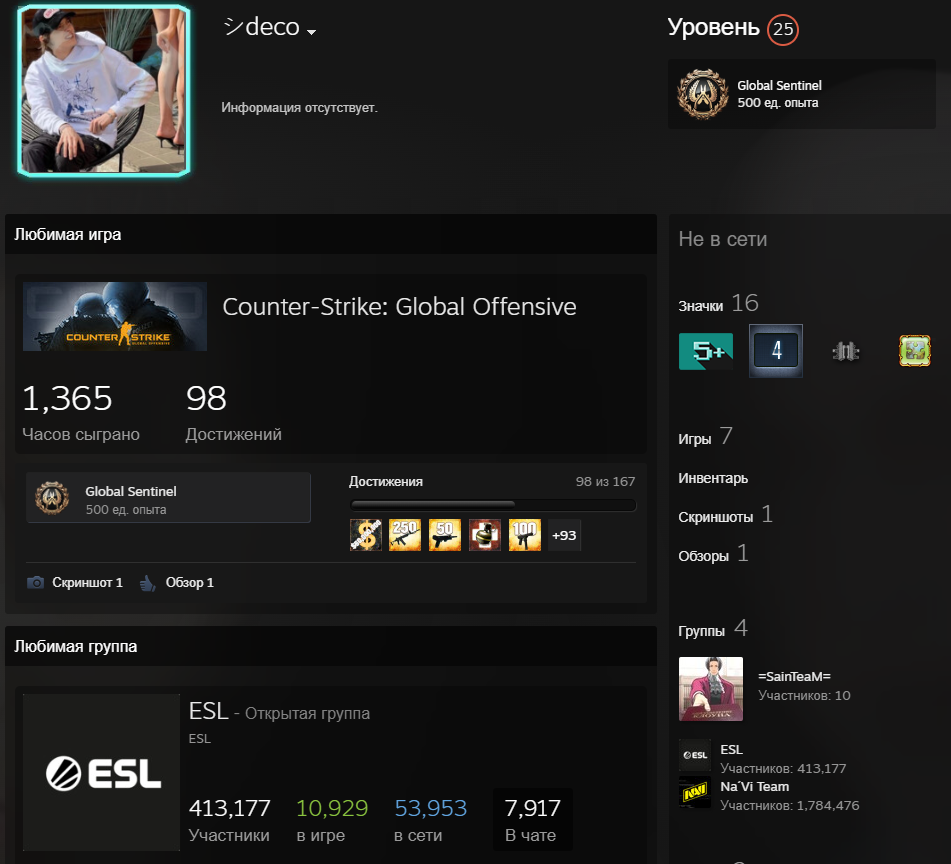 シdeco
Информация отсутствует.
Уровень 25
Global Sentinel
500 ед. опыта
Любимая игра
COUNTER STRIKE
GLOBAL OFFENSIVE
Counter-Strike: Global Offensive
1,365
Часов сыграно
98
Достижений
Global Sentinel
500 ед. опыта
Достижения
98 из 167
250
50
100
+93
Скриншот 1
Обзор 1
Любимая группа
ESL
ESL - Открытая группа
ESL
413,177
Участники
10,929
в игре
53,953
в сети
7,917
В чате
Не в сети
Значки 16
5+
4
Игры 7
Инвентарь
Скриншоты 1
Обзоры 1
Группы 4
=SainTeaM=
Участников: 10
ESL
ESL
Участников: 413,177
Na´Vi Team
Участников: 1,784,476